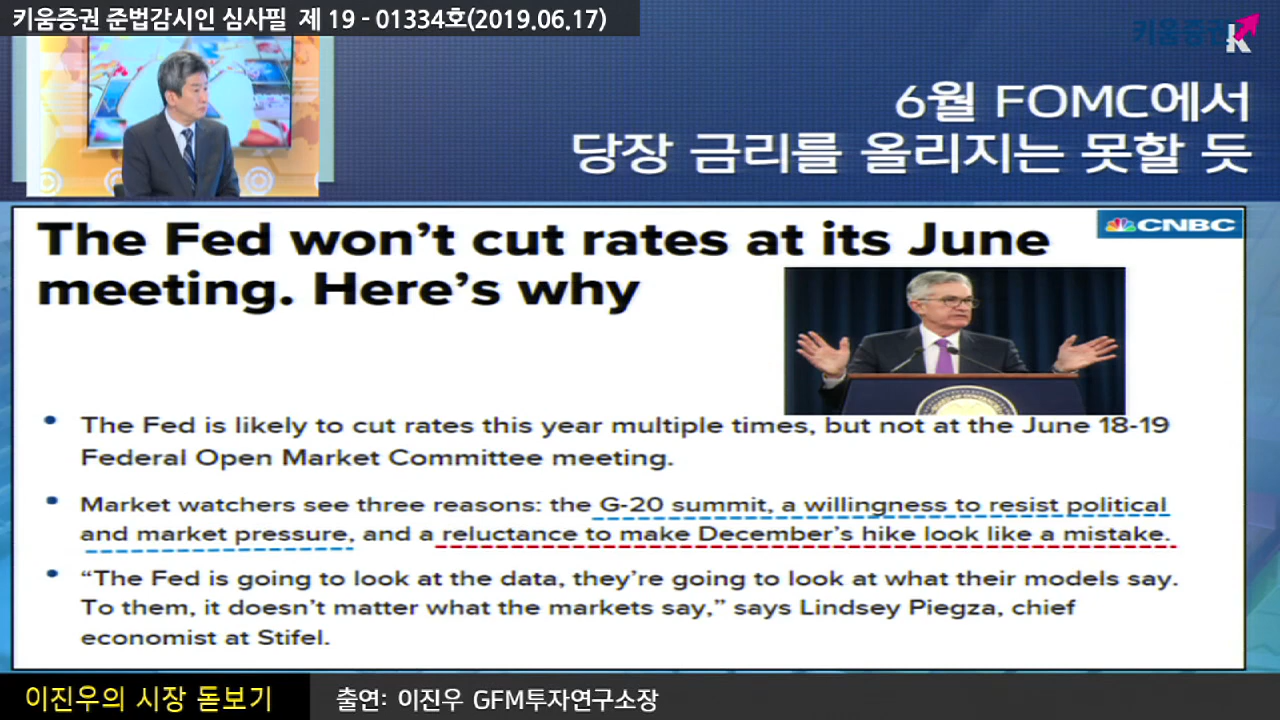 키움증권 준법감시인 심사필 제 19 - 01334호(2019.06.17)
키움증권
6월 FOMC에서
당장 금리를 올리지는 못할 듯
CNBC
The Fed won't cut rates at its June
meeting. Here's why
• The Fed is likely to cut rates this year multiple times, but not at the June 18-19
Federal Open Market Committee meeting.
• Market watchers see three reasons: the G-20 summit, a willingness to resist political
and market pressure, and a reluctance to make December's hike look like a mistake.
• “The Fed is going to look at the data, they're going to look at what their models say.
To them, it doesn't matter what the markets say,” says Lindsey Piegza, chief
economist at Stifel.
이진우의 시장 돋보기
출연: 이진우 GFM투자연구소장